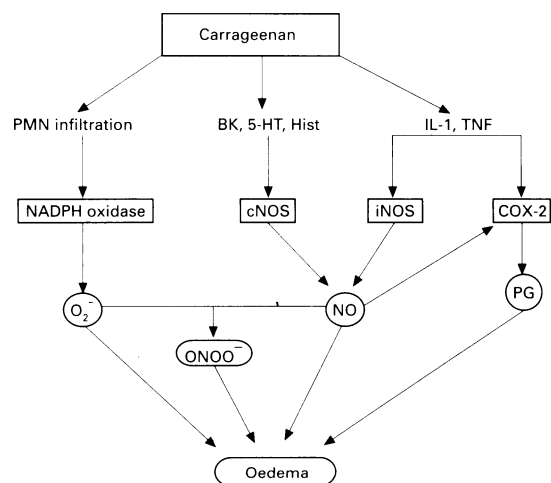 Carrageenan
PMN infiltration
BK, 5-HT, Hist
IL-1, TNF
NADPH oxidase
cNOS
iNOS
COX-2
O₂⁻
NO
PG
ONOO⁻
Oedema